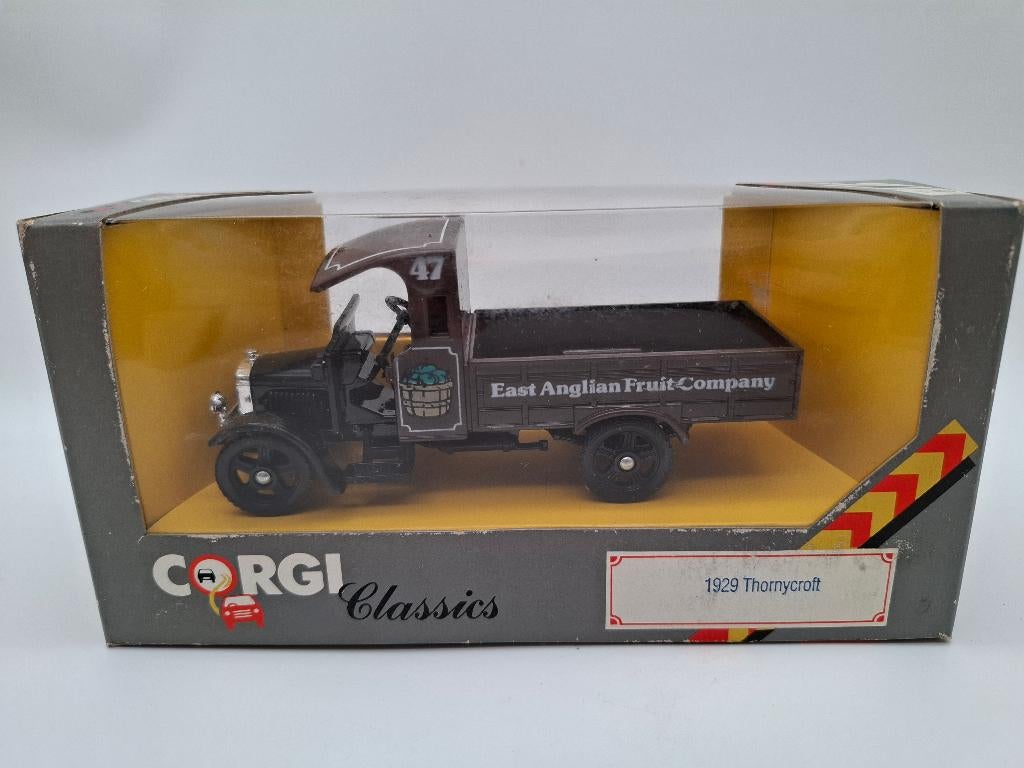 47
East Anglian Fruit Company
CORGI
Classics
1929 Thornycroft